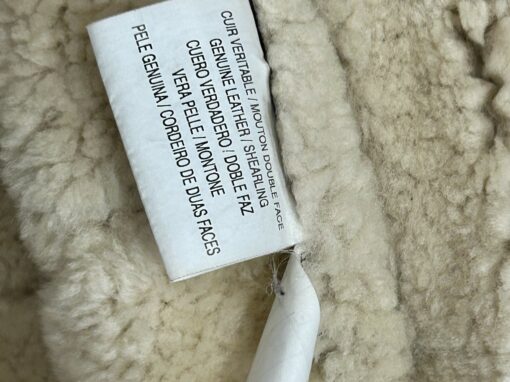 CUIR VERITABLE / MOUTON DOUBLE FACE
GENUINE LEATHER / SHEARLING
CUERO VERDADERO / DOBLE FAZ
VERA PELLE / MONTONE
PELE GENUINA / CORDEIRO DE DUAS FACES